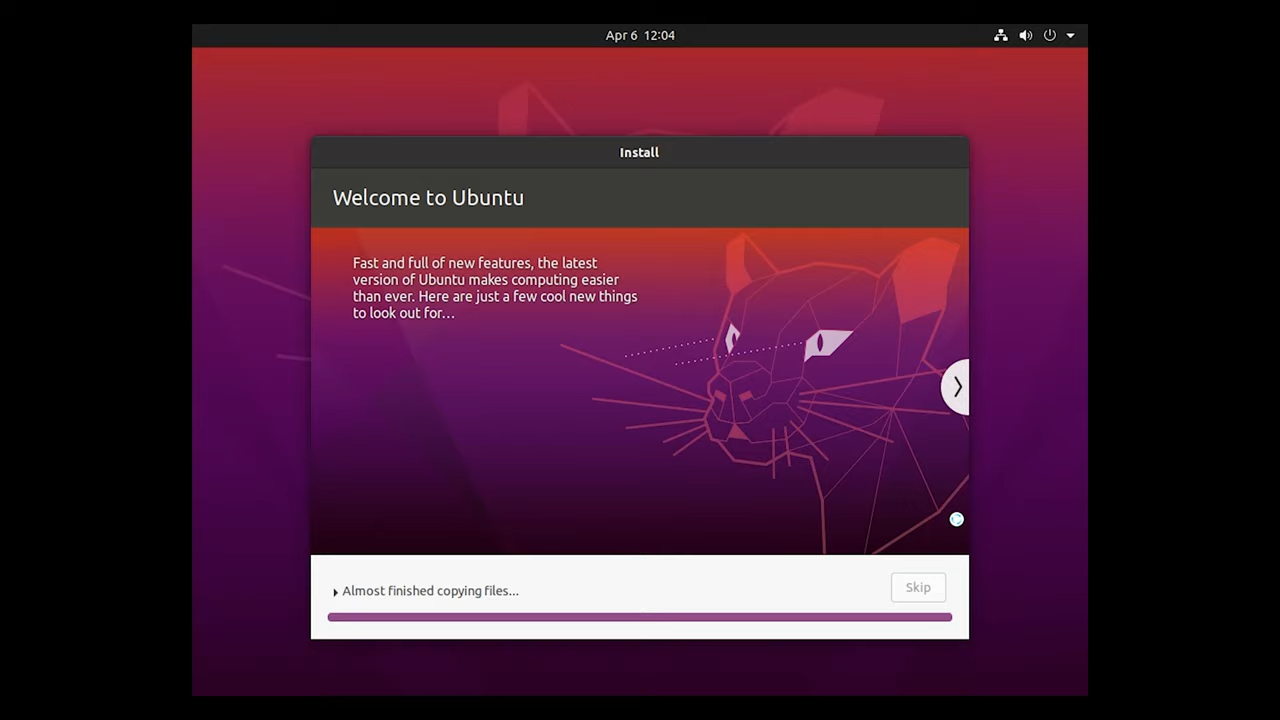 Apr 6 12:04
Install
Welcome to Ubuntu
Fast and full of new features, the latest
version of Ubuntu makes computing easier
than ever. Here are just a few cool new things
to look out for…
Almost finished copying files...
Skip